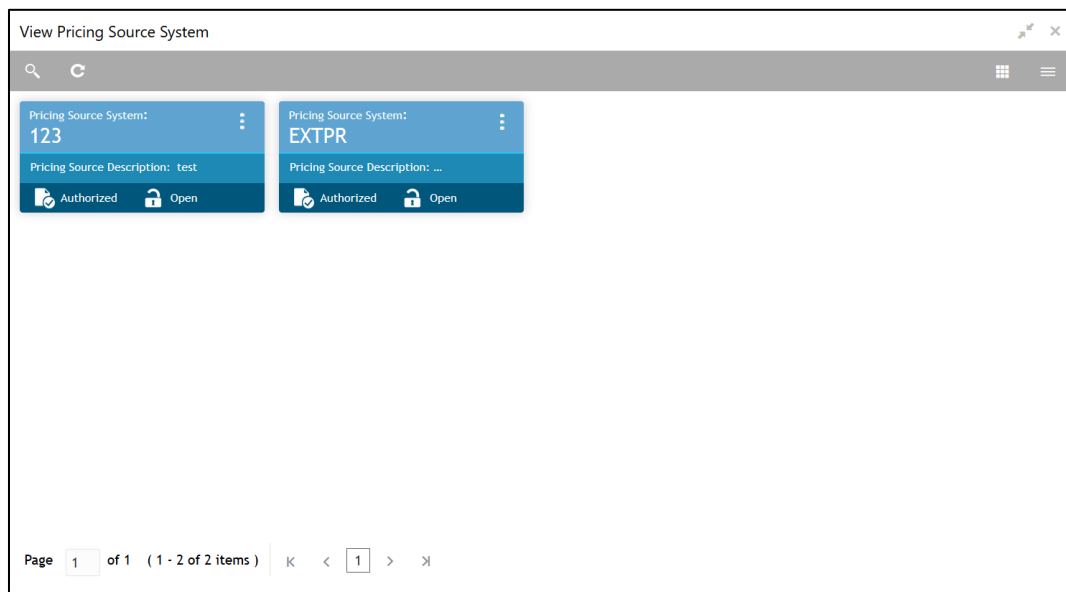 View Pricing Source System
Pricing Source System:
123
Pricing Source Description: test
Authorized Open
Pricing Source System:
EXTPR
Pricing Source Description: ...
Authorized Open
Page 1 of 1 ( 1 - 2 of 2 items ) 1